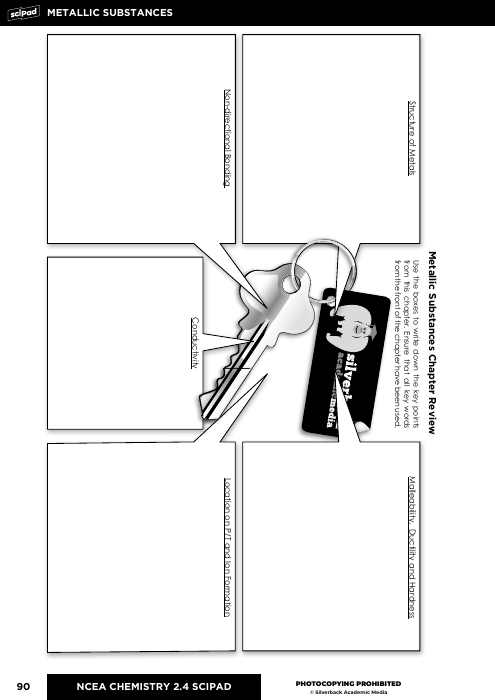 scipad METALLIC SUBSTANCES
Metallic Substances Chapter Review
Use the boxes to write down the key points
from this chapter. Ensure that all key words
from the front of the chapter have been used.
Structure of Metals
Non-directional Bonding
Conductivity
Malleability, Ductility and Hardness
Location on P/T and Ion Formation
media
90 NCEA CHEMISTRY 2.4 SCIPAD
PHOTOCOPYING PROHIBITED
© Silverback Academic Media